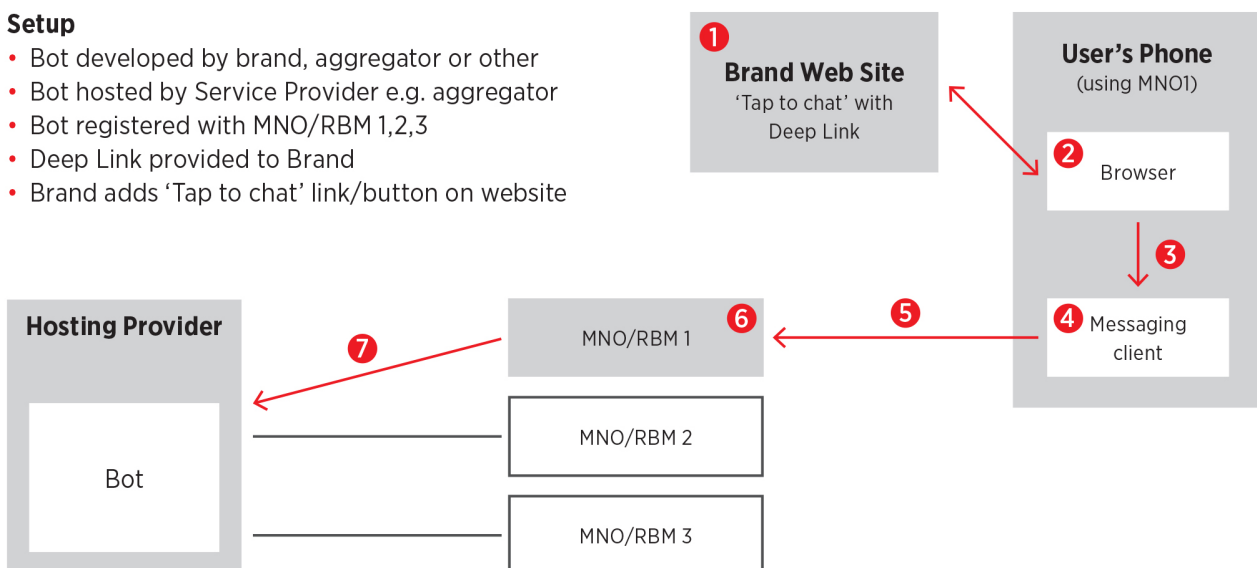 Setup
• Bot developed by brand, aggregator or other
• Bot hosted by Service Provider e.g. aggregator
• Bot registered with MNO/RBM 1,2,3
• Deep Link provided to Brand
• Brand adds ‘Tap to chat’ link/button on website
1
Brand Web Site
‘Tap to chat’ with
Deep Link
User’s Phone
(using MNO1)
2
Browser
3
4
Messaging
client
5
6
MNO/RBM 1
7
Hosting Provider
Bot
MNO/RBM 2
MNO/RBM 3